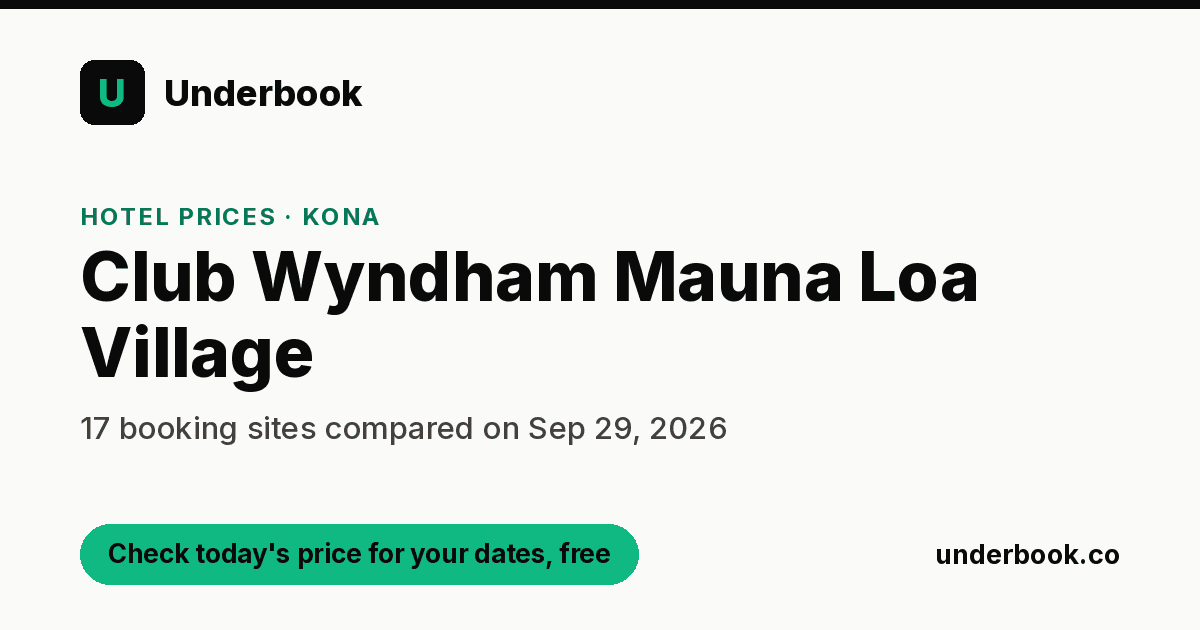 U Underbook
HOTEL PRICES · KONA
Club Wyndham Mauna Loa
Village
17 booking sites compared on Sep 29, 2026
Check today's price for your dates, free
underbook.co